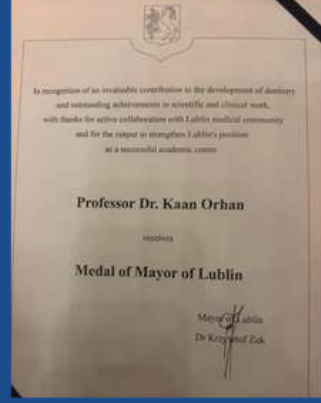 In recognition of an invaluable contribution to the development of dentistry
and outstanding achievements in scientific and clinical work,
with thanks for active collaboration with Lublin medical community
and for the output to strengthen Lublin's position
as a successful academic centre
Professor Dr. Kaan Orhan
receives
Medal of Mayor of Lublin
Mayor of Lublin
Dr Krzysztof Żuk